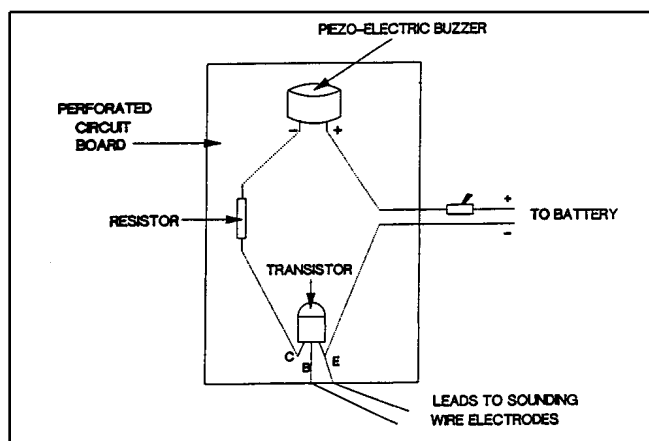 PIEZO-ELECTRIC BUZZER
PERFORATED
CIRCUIT
BOARD
- +
RESISTOR
+
TO BATTERY
-
TRANSISTOR
C
B
E
LEADS TO SOUNDING
WIRE ELECTRODES